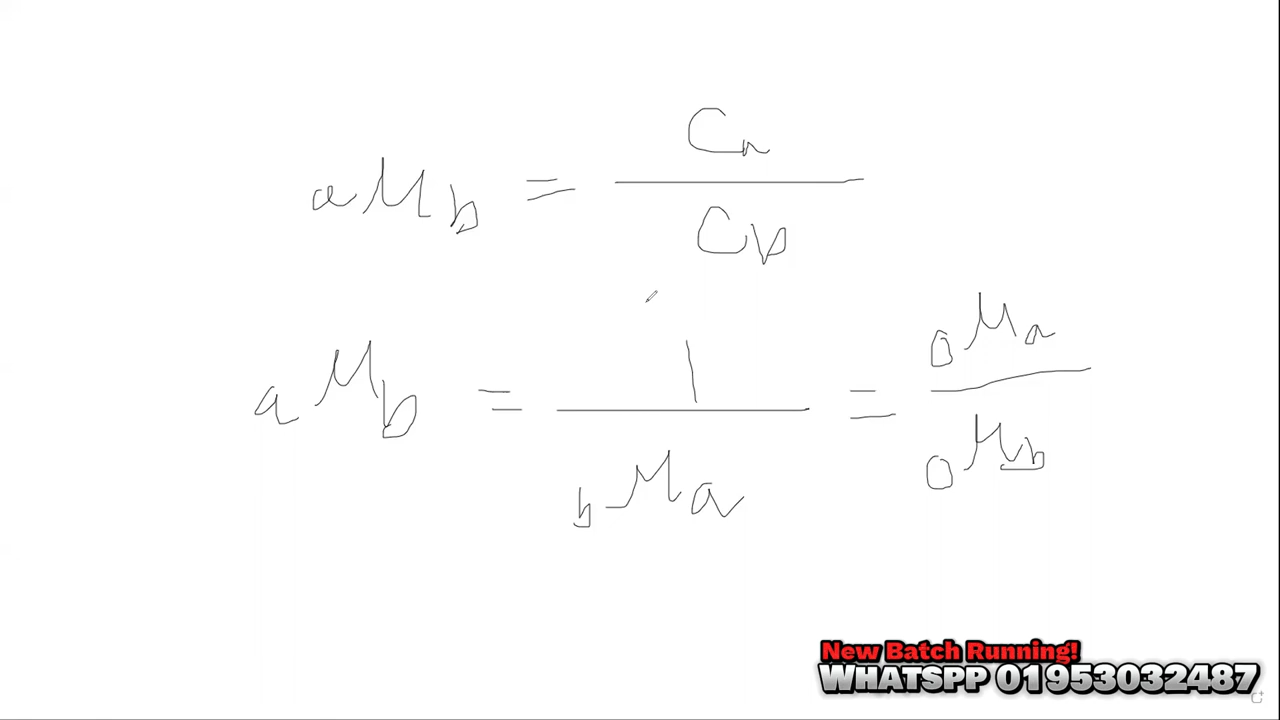 aμb = Ca / Cb
aμb = 1 / bμa = 0μa / 0μb
New Batch Running!
WHATSPP 01953032487